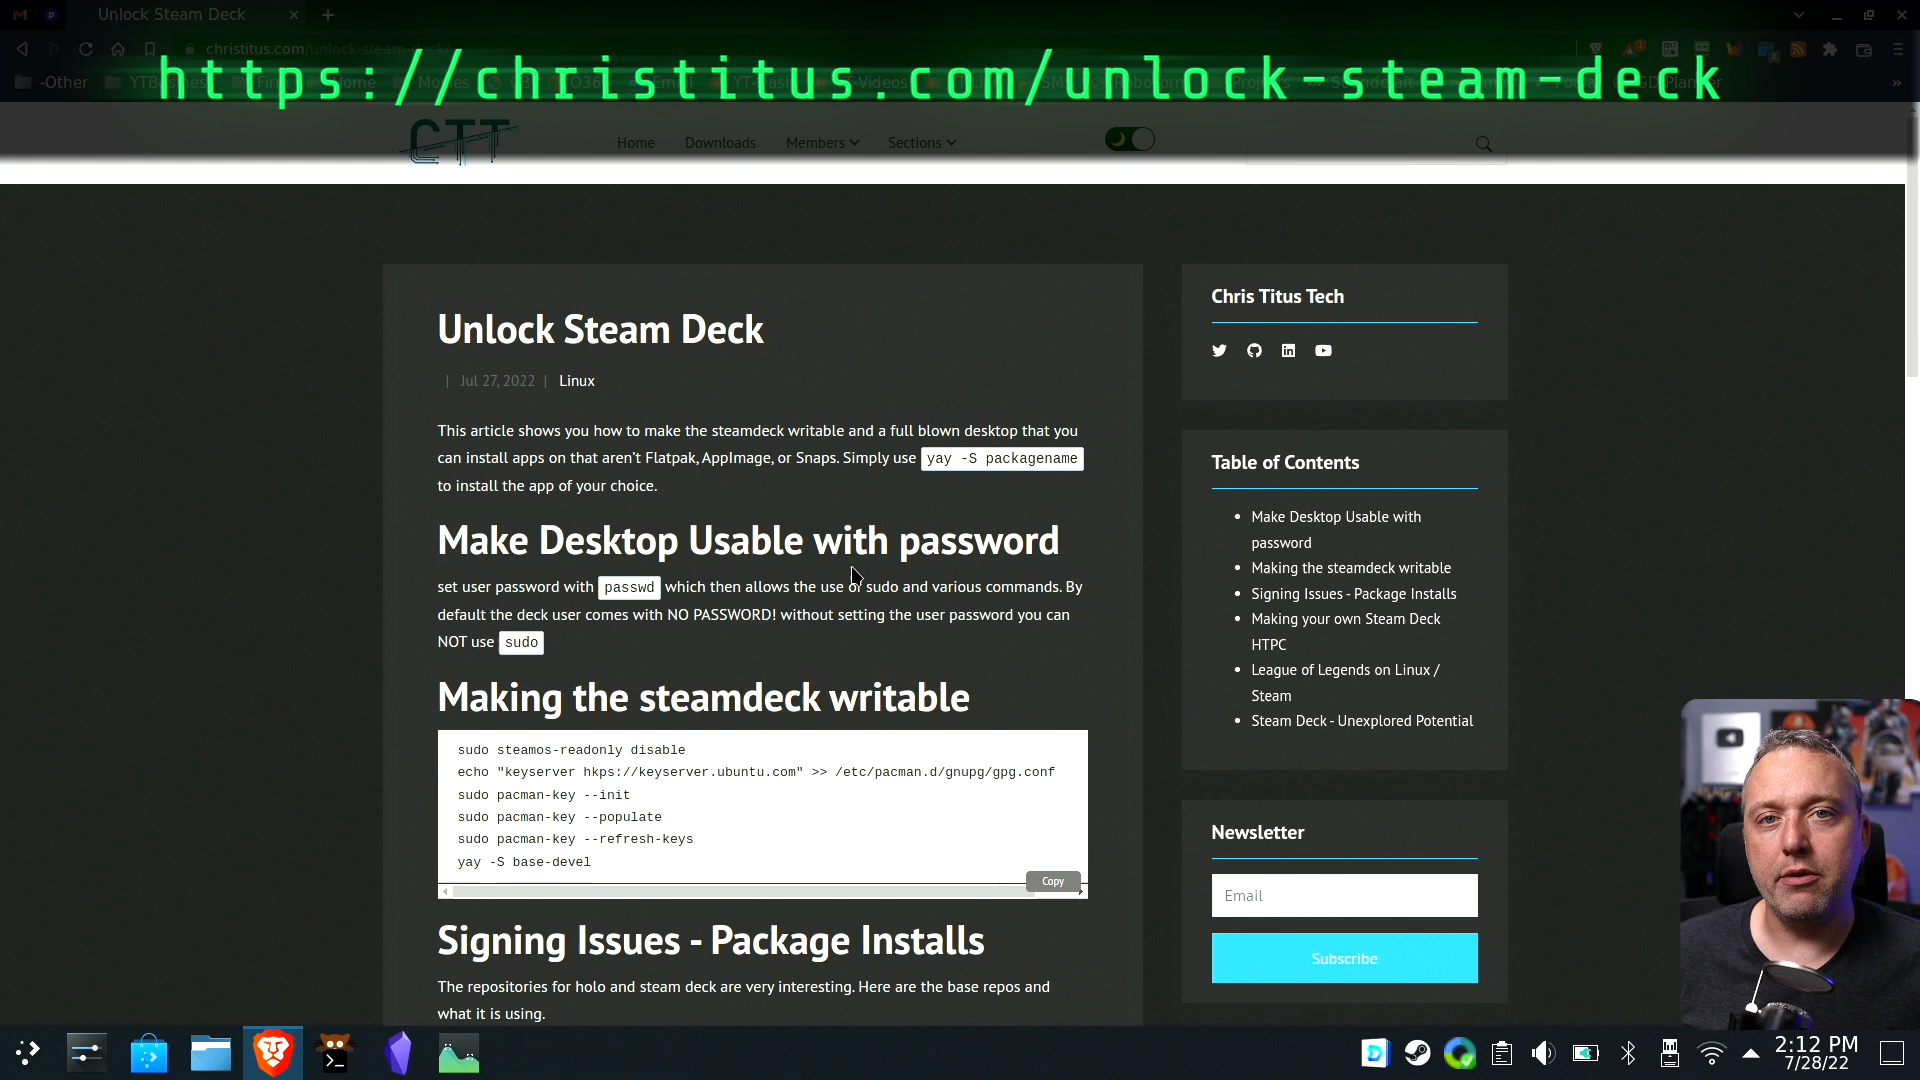 Unlock Steam Deck
christitus.com/unlock-steam-deck
https://christitus.com/unlock-steam-deck
-Other
CTT
Home
Downloads
Members
Sections
Unlock Steam Deck
| Jul 27, 2022 | Linux
This article shows you how to make the steamdeck writable and a full blown desktop that you
can install apps on that aren’t Flatpak, AppImage, or Snaps. Simply use yay -S packagename
to install the app of your choice.
Make Desktop Usable with password
set user password with passwd which then allows the use of sudo and various commands. By
default the deck user comes with NO PASSWORD! without setting the user password you can
NOT use sudo
Making the steamdeck writable
sudo steamos-readonly disable
echo "keyserver hkps://keyserver.ubuntu.com" >> /etc/pacman.d/gnupg/gpg.conf
sudo pacman-key --init
sudo pacman-key --populate
sudo pacman-key --refresh-keys
yay -S base-devel
Copy
Signing Issues - Package Installs
The repositories for holo and steam deck are very interesting. Here are the base repos and
what it is using.
Chris Titus Tech
Table of Contents
Make Desktop Usable with
password
Making the steamdeck writable
Signing Issues - Package Installs
Making your own Steam Deck
HTPC
League of Legends on Linux /
Steam
Steam Deck - Unexplored Potential
Newsletter
Email
Subscribe
2:12 PM
7/28/22